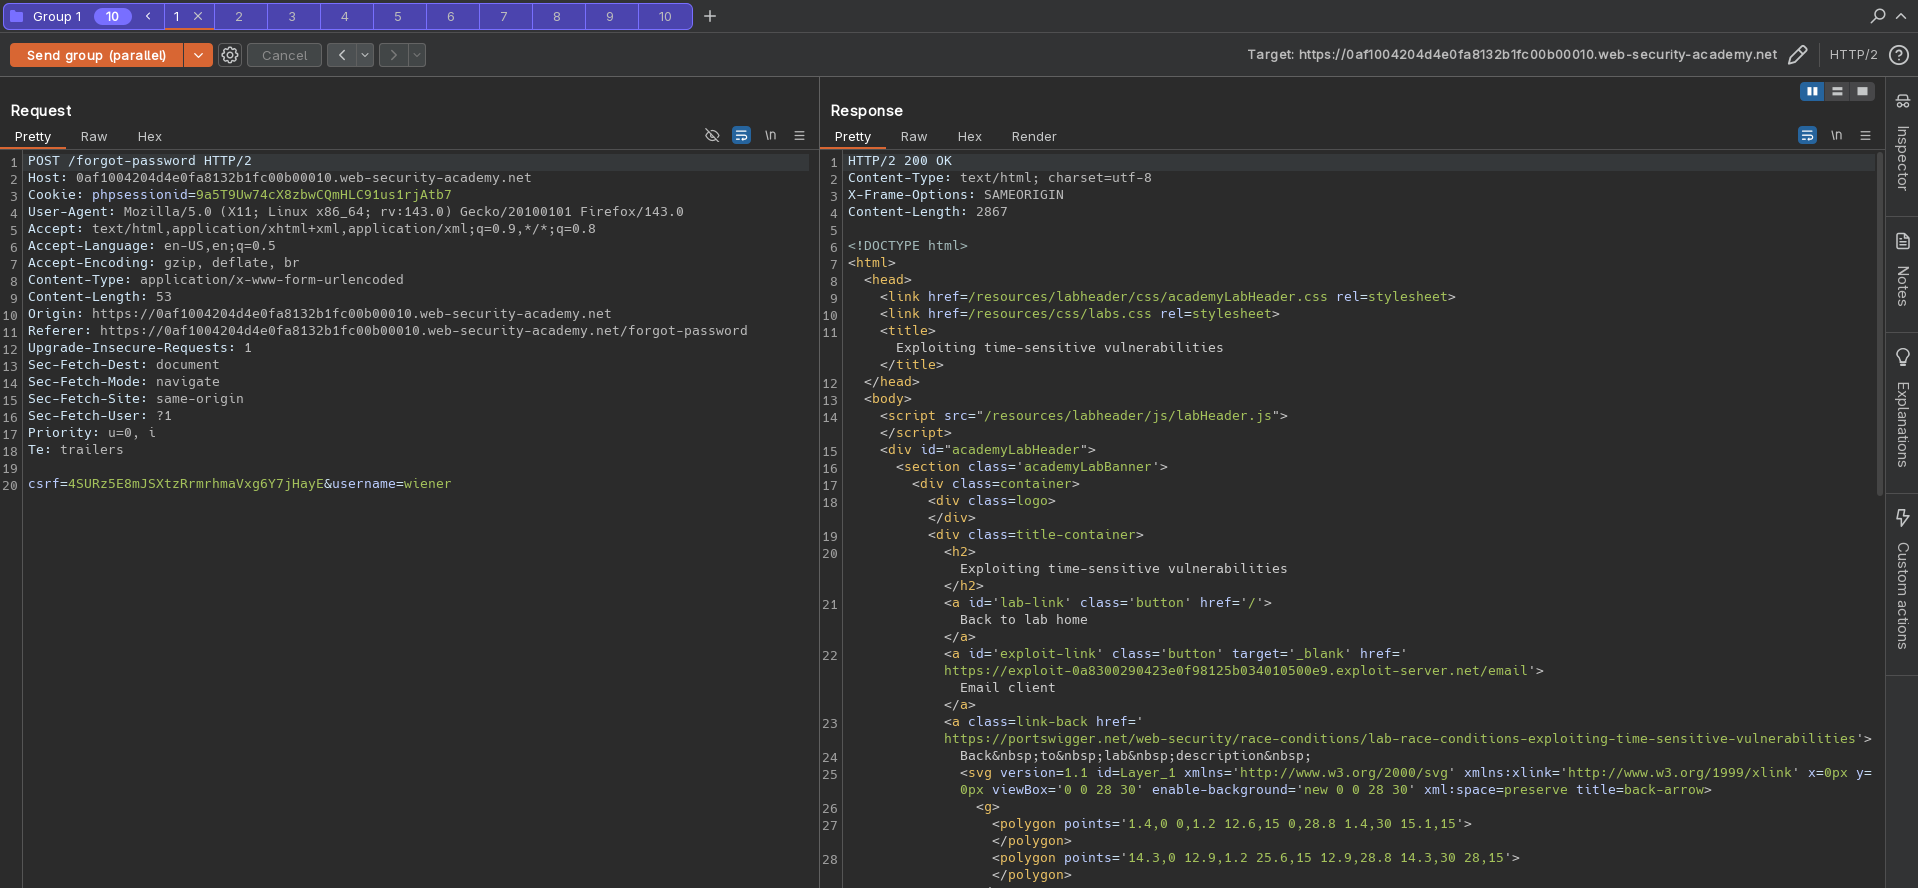 Group 1 10 1 2 3 4 5 6 7 8 9 10
Send group (parallel) Cancel Target: https://0af1004204d4e0fa8132b1fc00b00010.web-security-academy.net HTTP/2
Request
Pretty Raw Hex \n
1 POST /forgot-password HTTP/2
2 Host: 0af1004204d4e0fa8132b1fc00b00010.web-security-academy.net
3 Cookie: phpsessionid=9a5T9Uw74cX8zbwCQmHLC91us1rjAtb7
4 User-Agent: Mozilla/5.0 (X11; Linux x86_64; rv:143.0) Gecko/20100101 Firefox/143.0
5 Accept: text/html,application/xhtml+xml,application/xml;q=0.9,*/*;q=0.8
6 Accept-Language: en-US,en;q=0.5
7 Accept-Encoding: gzip, deflate, br
8 Content-Type: application/x-www-form-urlencoded
9 Content-Length: 53
10 Origin: https://0af1004204d4e0fa8132b1fc00b00010.web-security-academy.net
11 Referer: https://0af1004204d4e0fa8132b1fc00b00010.web-security-academy.net/forgot-password
12 Upgrade-Insecure-Requests: 1
13 Sec-Fetch-Dest: document
14 Sec-Fetch-Mode: navigate
15 Sec-Fetch-Site: same-origin
16 Sec-Fetch-User: ?1
17 Priority: u=0, i
18 Te: trailers
19
20 csrf=4SURz5E8mJSXtzRrmrhmaVxg6Y7jHayE&username=wiener
Response
Pretty Raw Hex Render \n
1 HTTP/2 200 OK
2 Content-Type: text/html; charset=utf-8
3 X-Frame-Options: SAMEORIGIN
4 Content-Length: 2867
5
6 <!DOCTYPE html>
7 <html>
8 <head>
9 <link href=/resources/labheader/css/academyLabHeader.css rel=stylesheet>
10 <link href=/resources/css/labs.css rel=stylesheet>
11 <title>
Exploiting time-sensitive vulnerabilities
</title>
12 </head>
13 <body>
14 <script src="/resources/labheader/js/labHeader.js">
</script>
15 <div id="academyLabHeader">
16 <section class='academyLabBanner'>
17 <div class=container>
18 <div class=logo>
</div>
19 <div class=title-container>
20 <h2>
Exploiting time-sensitive vulnerabilities
</h2>
21 <a id='lab-link' class='button' href='/'>
Back to lab home
</a>
22 <a id='exploit-link' class='button' target='_blank' href='
https://exploit-0a8300290423e0f98125b034010500e9.exploit-server.net/email'>
Email client
</a>
23 <a class=link-back href='
https://portswigger.net/web-security/race-conditions/lab-race-conditions-exploiting-time-sensitive-vulnerabilities'>
24 Back&nbsp;to&nbsp;lab&nbsp;description&nbsp;
25 <svg version=1.1 id=Layer_1 xmlns='http://www.w3.org/2000/svg' xmlns:xlink='http://www.w3.org/1999/xlink' x=0px y=
0px viewBox='0 0 28 30' enable-background='new 0 0 28 30' xml:space=preserve title=back-arrow>
26 <g>
27 <polygon points='1.4,0 0,1.2 12.6,15 0,28.8 1.4,30 15.1,15'>
</polygon>
28 <polygon points='14.3,0 12.9,1.2 25.6,15 12.9,28.8 14.3,30 28,15'>
</polygon>
Inspector
Notes
Explanations
Custom actions